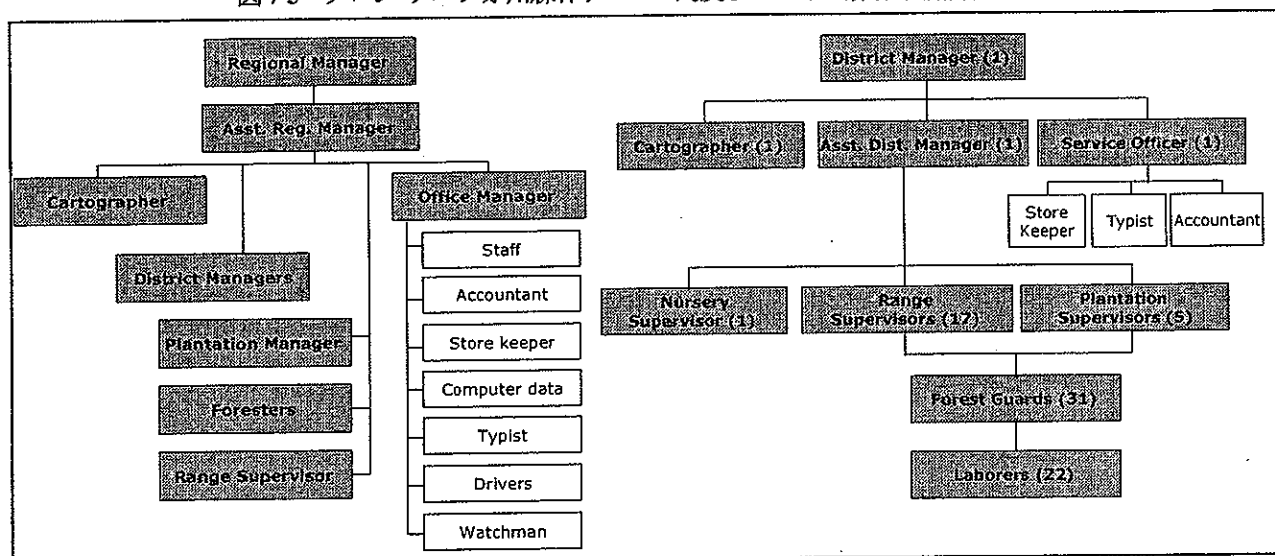 Regional Manager
Asst. Reg. Manager
Cartographer
Office Manager
District Managers
Plantation Manager
Foresters
Range Supervisor
Staff
Accountant
Store keeper
Computer data
Typist
Drivers
Watchman
District Manager (1)
Cartographer (1)
Asst. Dist. Manager (1)
Service Officer (1)
Store
Keeper
Typist
Accountant
Nursery
Supervisor (1)
Range
Supervisors (17)
Plantation
Supervisors (5)
Forest Guards (31)
Laborers (22)